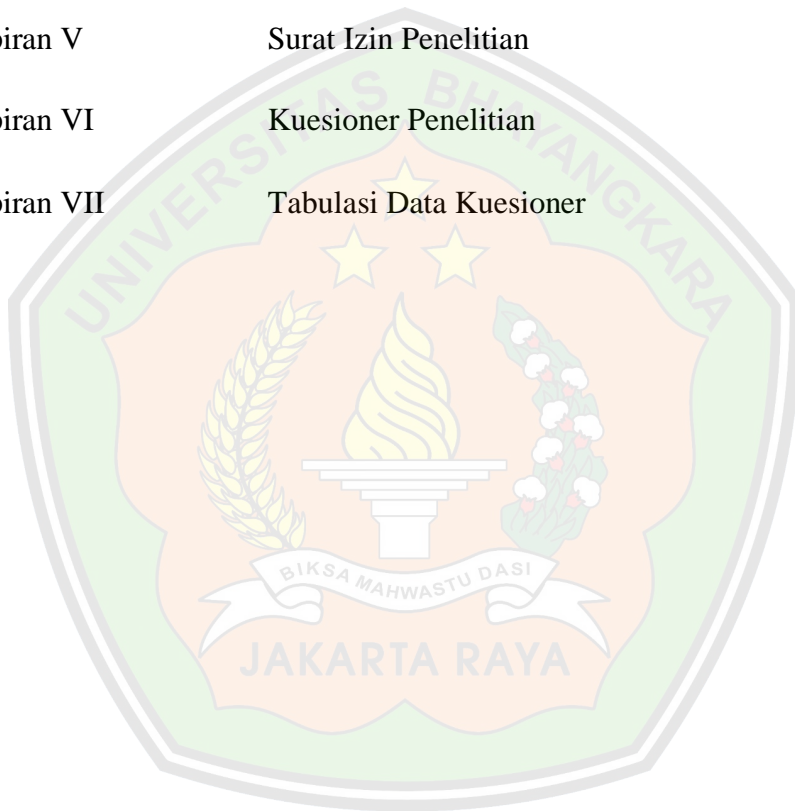 piran V Surat Izin Penelitian
piran VI Kuesioner Penelitian
piran VII Tabulasi Data Kuesioner
UNIVERSITAS BHAYANGKARA
BIKSA MAHWASTU DASI
JAKARTA RAYA